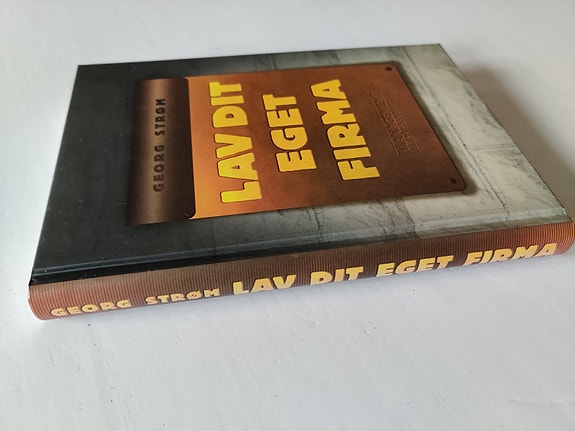 GEORG STRØM
LAV DIT
EGET
FIRMA
GEORG STRØM LAV DIT EGET FIRMA